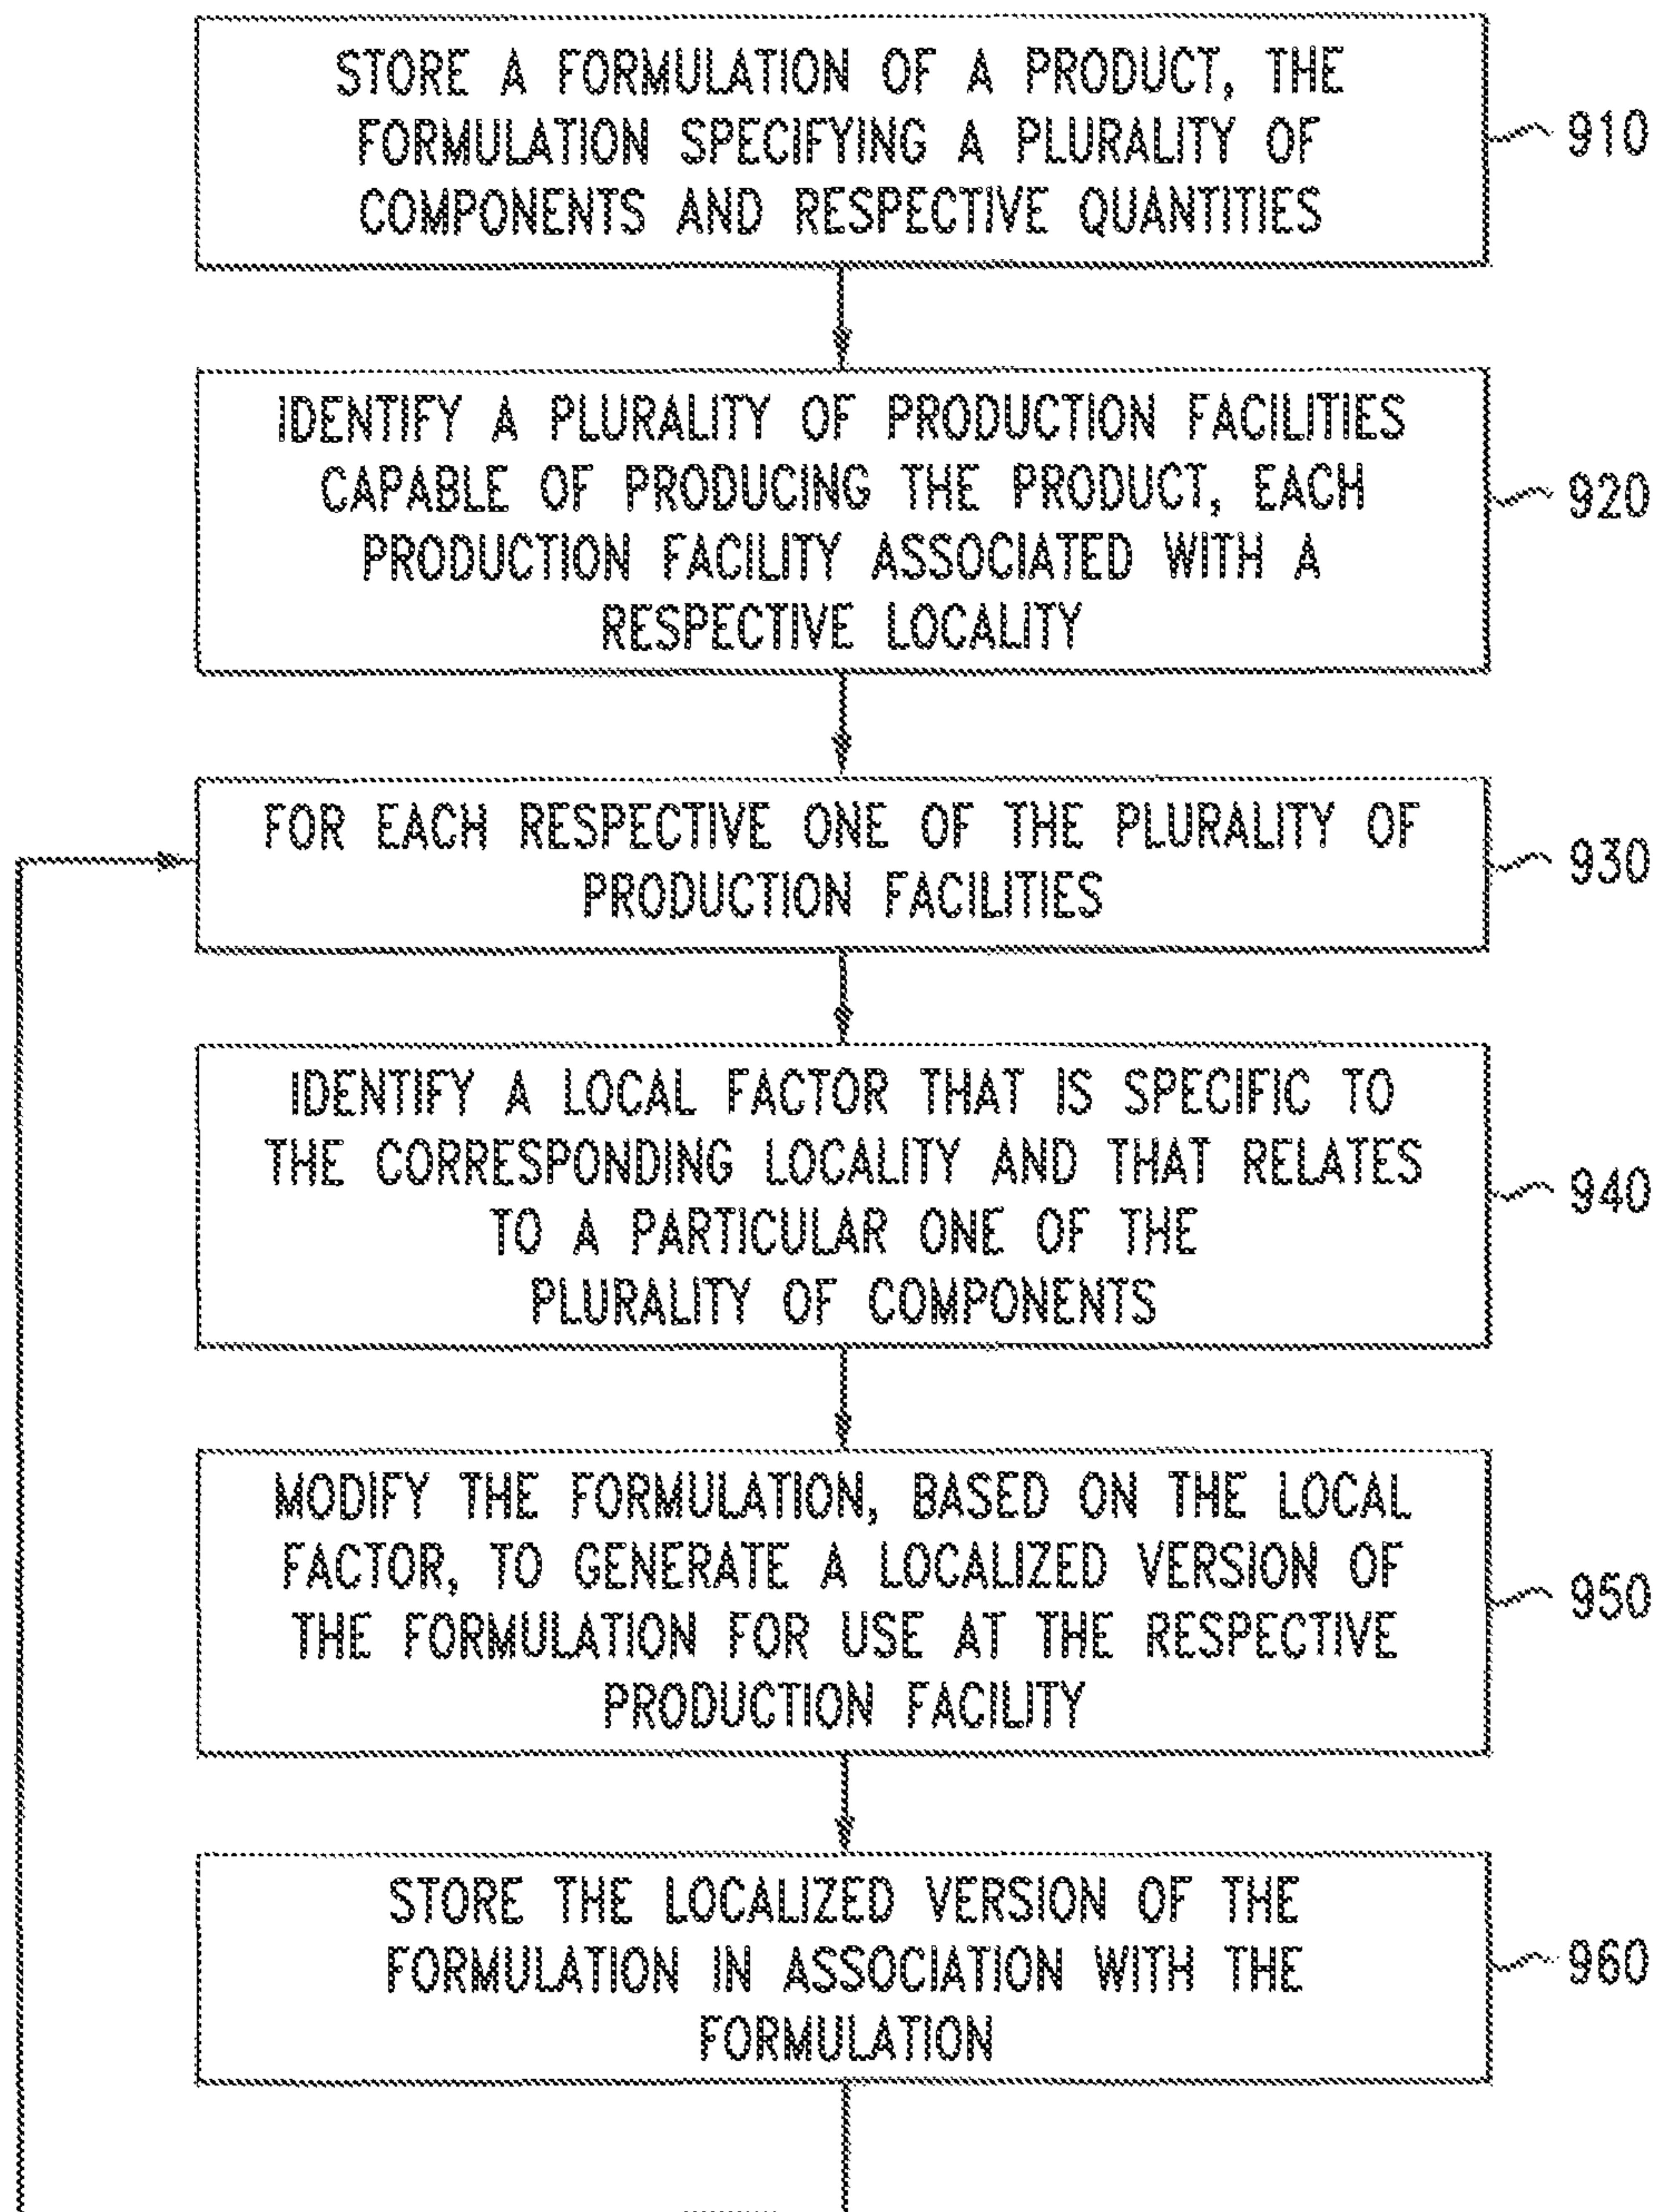 STORE A FORMULATION OF A PRODUCT, THE
FORMULATION SPECIFYING A PLURALITY OF
COMPONENTS AND RESPECTIVE QUANTITIES
910
IDENTIFY A PLURALITY OF PRODUCTION FACILITIES
CAPABLE OF PRODUCING THE PRODUCT, EACH
PRODUCTION FACILITY ASSOCIATED WITH A
RESPECTIVE LOCALITY
920
FOR EACH RESPECTIVE ONE OF THE PLURALITY OF
PRODUCTION FACILITIES
930
IDENTIFY A LOCAL FACTOR THAT IS SPECIFIC TO
THE CORRESPONDING LOCALITY AND THAT RELATES
TO A PARTICULAR ONE OF THE
PLURALITY OF COMPONENTS
940
MODIFY THE FORMULATION, BASED ON THE LOCAL
FACTOR, TO GENERATE A LOCALIZED VERSION OF
THE FORMULATION FOR USE AT THE RESPECTIVE
PRODUCTION FACILITY
950
STORE THE LOCALIZED VERSION OF THE
FORMULATION IN ASSOCIATION WITH THE
FORMULATION
960